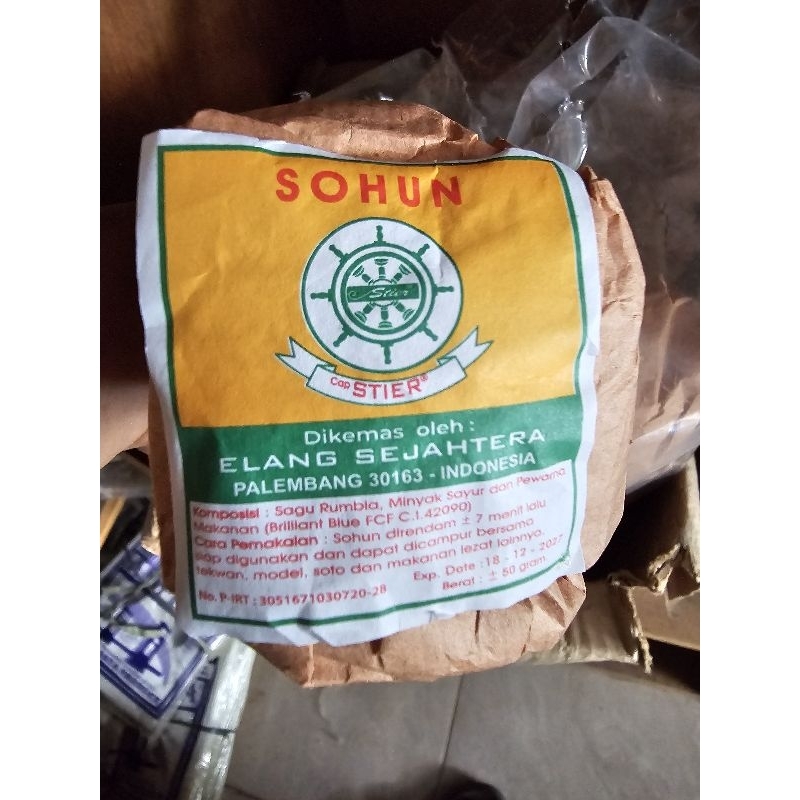 SOHUN
Stier
Cap STIER®
Dikemas oleh :
ELANG SEJAHTERA
PALEMBANG 30163 - INDONESIA
Komposisi : Sagu Rumbia, Minyak Sayur dan Pewarna
Makanan (Brilliant Blue FCF C.I.42090)
Cara Pemakaian : Sohun direndam ± 7 menit lalu
siap digunakan dan dapat dicampur bersama
tekwan, model, soto dan makanan lezat lainnya.
Exp. Date : 18 - 12 - 2027
No. P-IRT : 3051671030720-28
Berat : ± 50 gram